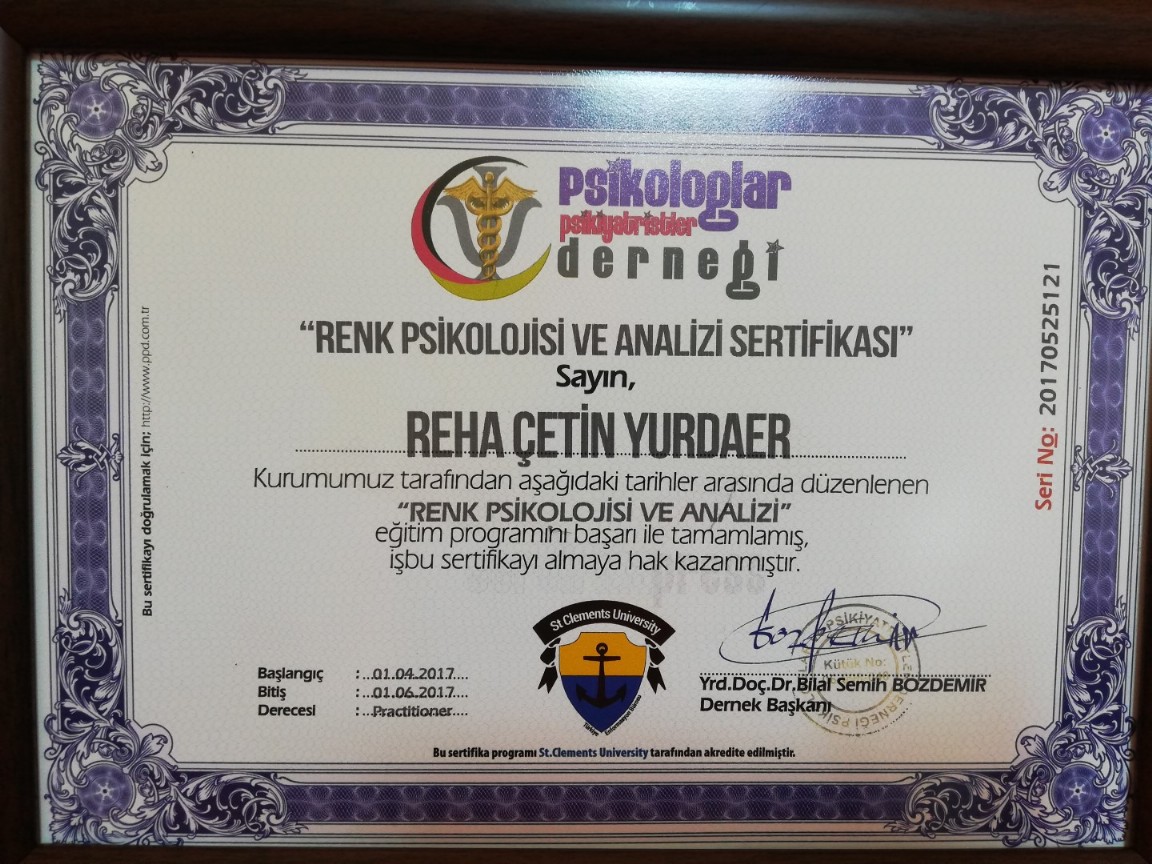 psikologlar
psikiyatristler
derneği
“RENK PSİKOLOJİSİ VE ANALİZİ SERTİFİKASI”
Sayın,
REHA ÇETİN YURDAER
Kurumumuz tarafından aşağıdaki tarihler arasında düzenlenen
“RENK PSİKOLOJİSİ VE ANALİZİ”
eğitim programını başarı ile tamamlamış,
işbu sertifikayı almaya hak kazanmıştır.
Bu sertifikayı doğrulamak için; http://www.ppd.com.tr
Seri No: 20170525121
St Clements University
Başlangıç : 01.04.2017
Bitiş : 01.06.2017
Derecesi : Practitioner
Kütük No:
Yrd.Doç.Dr.Bilal Semih BOZDEMİR
Dernek Başkanı
Bu sertifika programı St.Clements University tarafından akredite edilmiştir.